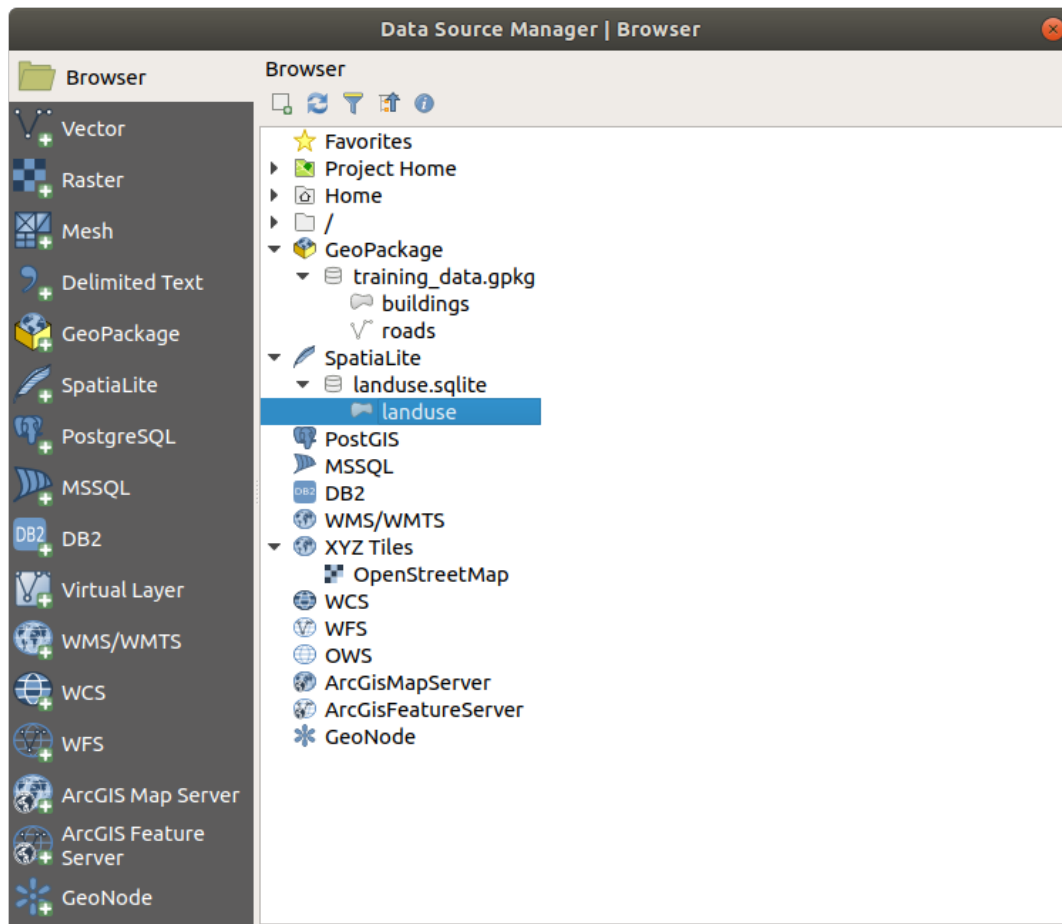 Data Source Manager | Browser
Browser
Vector
Raster
Mesh
Delimited Text
GeoPackage
SpatiaLite
PostgreSQL
MSSQL
DB2
DB2
Virtual Layer
WMS/WMTS
WCS
WFS
ArcGIS Map Server
ArcGIS Feature
Server
GeoNode
Browser
Favorites
Project Home
Home
/
GeoPackage
training_data.gpkg
buildings
roads
SpatiaLite
landuse.sqlite
landuse
PostGIS
MSSQL
DB2
DB2
WMS/WMTS
XYZ Tiles
OpenStreetMap
WCS
WFS
OWS
ArcGisMapServer
ArcGisFeatureServer
GeoNode